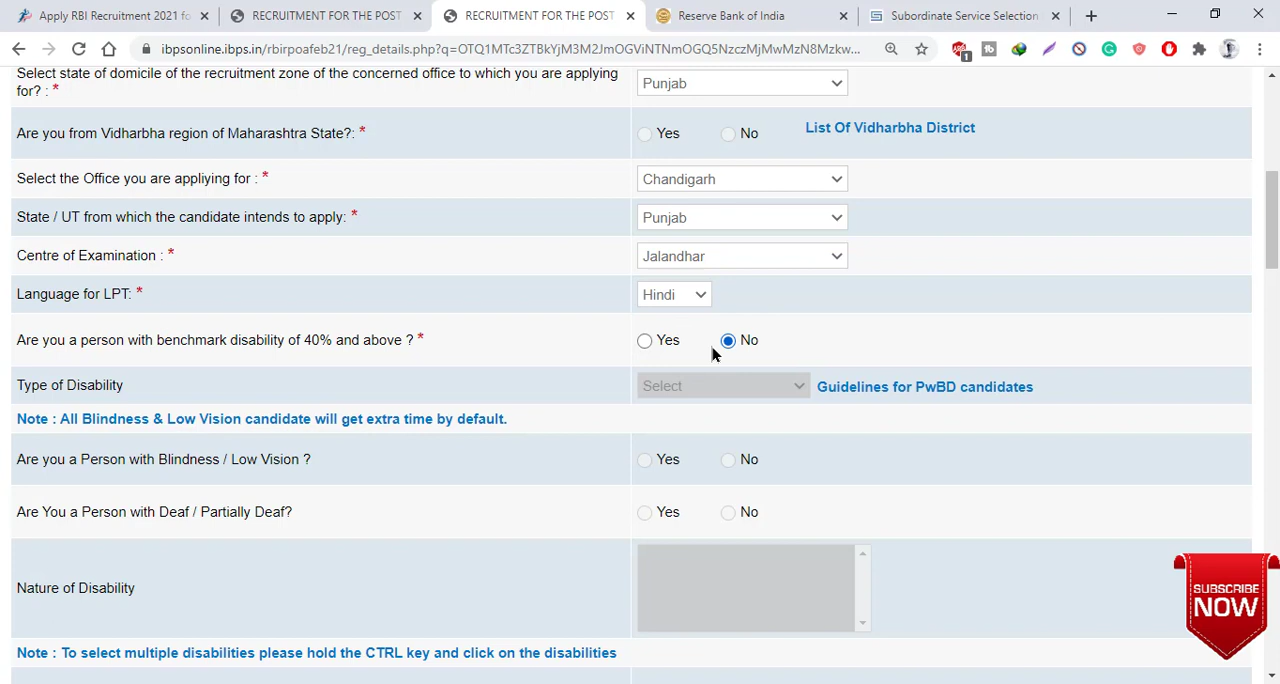 Apply RBI Recruitment 2021 fo
RECRUITMENT FOR THE POST
RECRUITMENT FOR THE POST
Reserve Bank of India
Subordinate Service Selection
ibpsonline.ibps.in/rbirpoafeb21/reg_details.php?q=OTQ1MTc3ZTBkYjM3M2JmOGViNTNmOGQ5NzczMjMwMzN8Mzkw...
1
Select state of domicile of the recruitment zone of the concerned office to which you are applying
for? : *
Punjab
Are you from Vidharbha region of Maharashtra State?: *
Yes No
List Of Vidharbha District
Select the Office you are applying for : *
Chandigarh
State / UT from which the candidate intends to apply: *
Punjab
Centre of Examination : *
Jalandhar
Language for LPT: *
Hindi
Are you a person with benchmark disability of 40% and above ? *
Yes No
Type of Disability
Select
Guidelines for PwBD candidates
Note : All Blindness & Low Vision candidate will get extra time by default.
Are you a Person with Blindness / Low Vision ?
Yes No
Are You a Person with Deaf / Partially Deaf?
Yes No
Nature of Disability
SUBSCRIBE
NOW
Note : To select multiple disabilities please hold the CTRL key and click on the disabilities